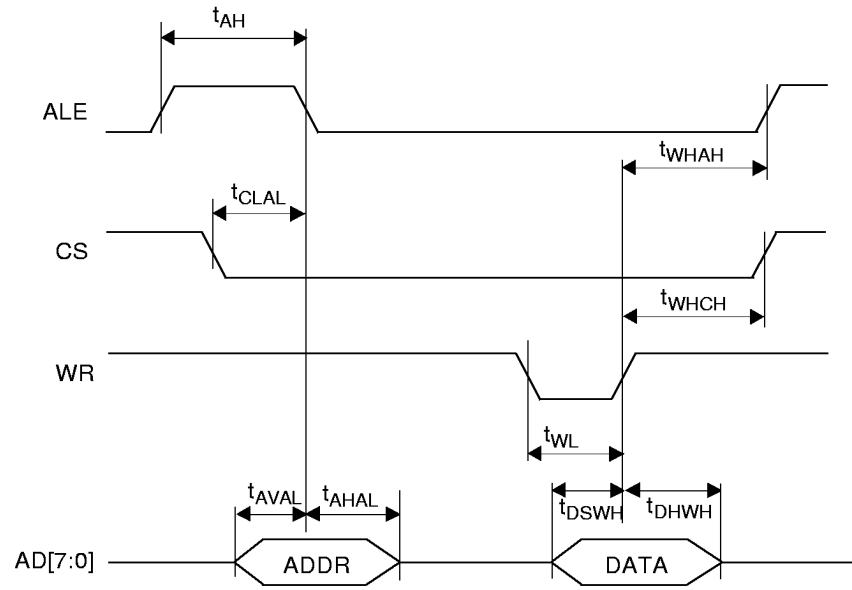 tAH
ALE
tWHAH
tCLAL
CS
tWHCH
WR
tWL
tAVAL tAHAL tDSWH tDHWH
AD[7:0] ADDR DATA